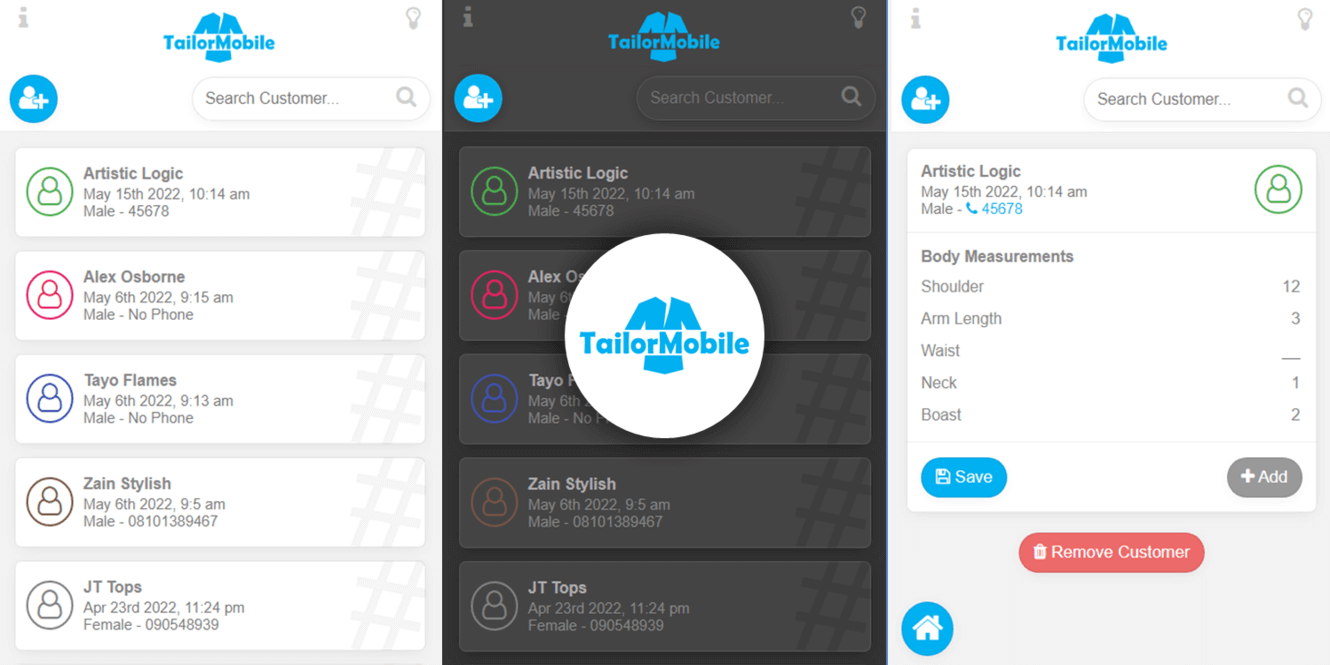 TailorMobile
Search Customer...
Artistic Logic
May 15th 2022, 10:14 am
Male - 45678
Alex Osborne
May 6th 2022, 9:15 am
Male - No Phone
Tayo Flames
May 6th 2022, 9:13 am
Male - No Phone
Zain Stylish
May 6th 2022, 9:5 am
Male - 08101389467
JT Tops
Apr 23rd 2022, 11:24 pm
Female - 090548939
TailorMobile
Search Customer...
Artistic Logic
May 15th 2022, 10:14 am
Male - 45678
Alex Os
May 6t
Male -
TailorMobile
Tayo F
May 6th
Male - No P
Zain Stylish
May 6th 2022, 9:5 am
Male - 08101389467
JT Tops
Apr 23rd 2022, 11:24 pm
Female - 090548939
TailorMobile
Search Customer...
Artistic Logic
May 15th 2022, 10:14 am
Male - 45678
Body Measurements
Shoulder 12
Arm Length 3
Waist __
Neck 1
Boast 2
Save
+ Add
Remove Customer